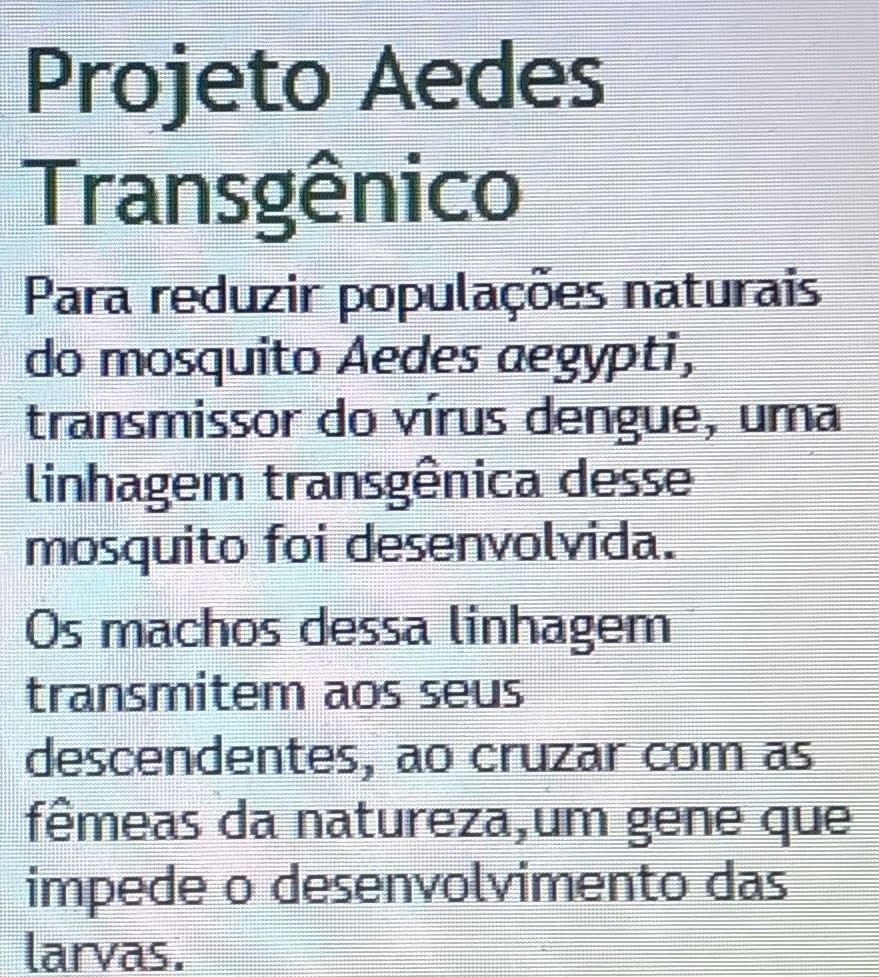 Projeto Aedes
Transgênico
Para reduzir populações naturais
do mosquito Aedes aegypti,
transmissor do vírus dengue, uma
linhagem transgênica desse
mosquito foi desenvolvida.
Os machos dessa linhagem
transmitem aos seus
descendentes, ao cruzar com as
fêmeas da natureza,um gene que
impede o desenvolvimento das
larvas.